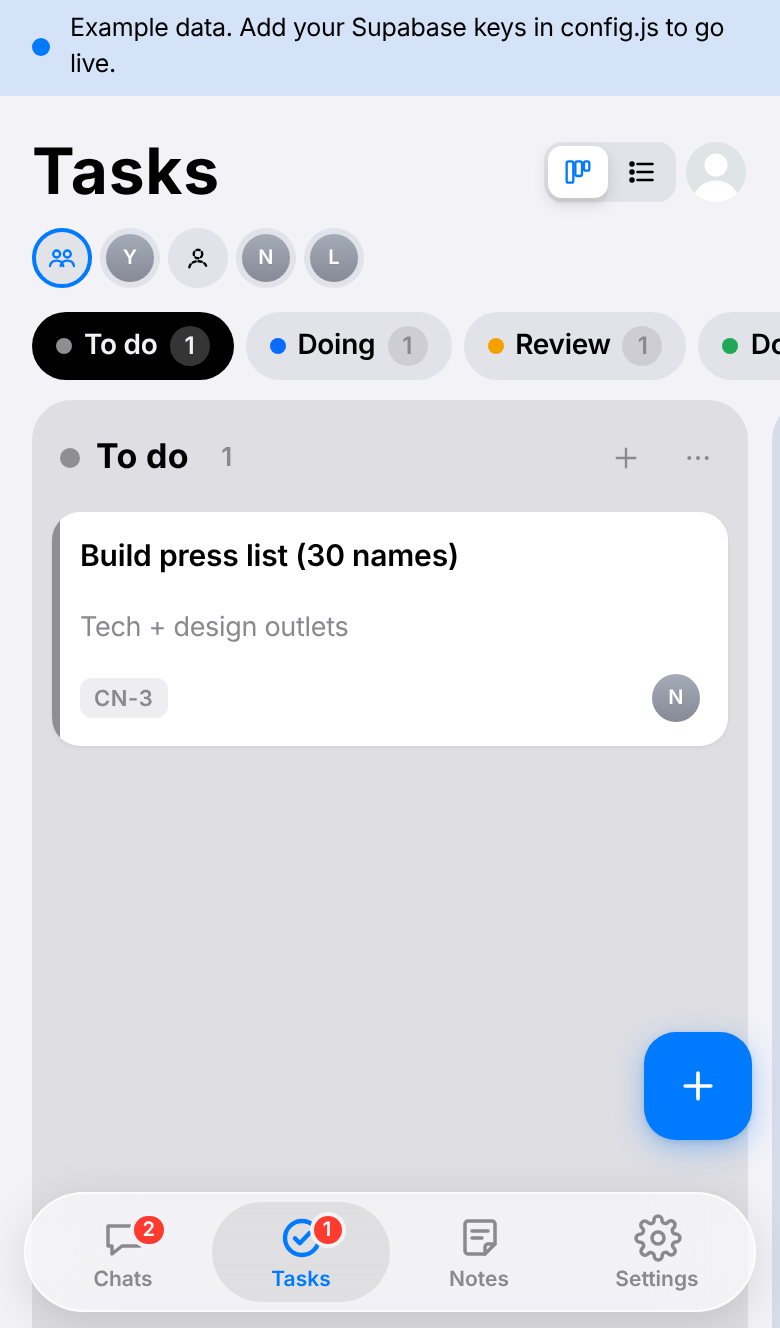 Example data. Add your Supabase keys in config.js to go
live.
Tasks
Y
N
L
To do 1
Doing 1
Review 1
Do
To do 1
Build press list (30 names)
Tech + design outlets
CN-3
N
2
1
Chats
Tasks
Notes
Settings